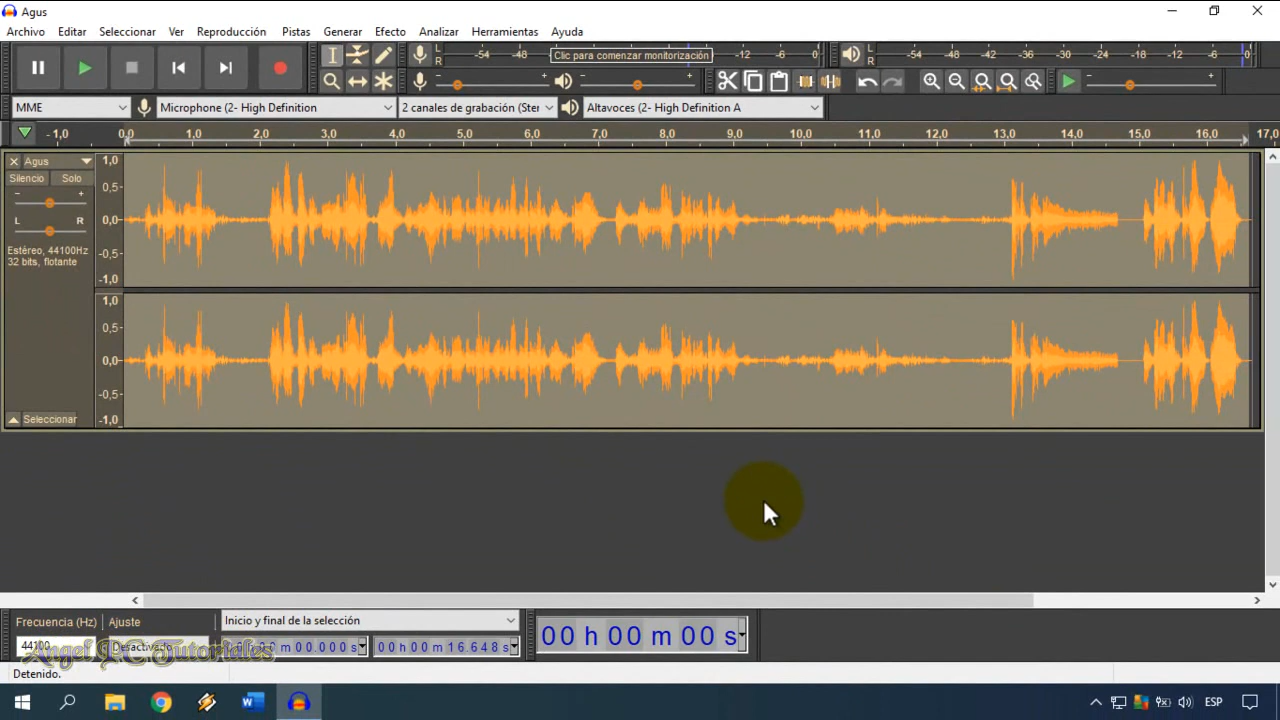 Agus
Archivo Editar Seleccionar Ver Reproducción Pistas Generar Efecto Analizar Herramientas Ayuda
L R -54 -48 Clic para comenzar monitorización -12 -6 0 L R -54 -48 -42 -36 -30 -24 -18 -12 -6 0
- + - + - +
MME Microphone (2- High Definition 2 canales de grabación (Ster Altavoces (2- High Definition A
-1,0 0,0 1,0 2,0 3,0 4,0 5,0 6,0 7,0 8,0 9,0 10,0 11,0 12,0 13,0 14,0 15,0 16,0 17,0
Agus 1,0
Silencio Solo 0,5
- +
L R 0,0
Estéreo, 44100Hz -0,5
32 bits, flotante
-1,0
1,0
0,5
0,0
-0,5
Seleccionar -1,0
Frecuencia (Hz) Ajuste Inicio y final de la selección
44100 Desactivado 00 h 00 m 00.000 s 00 h 00 m 16.648 s 00 h 00 m 00 s
Angel PC Tutoriales
Detenido.
W ESP